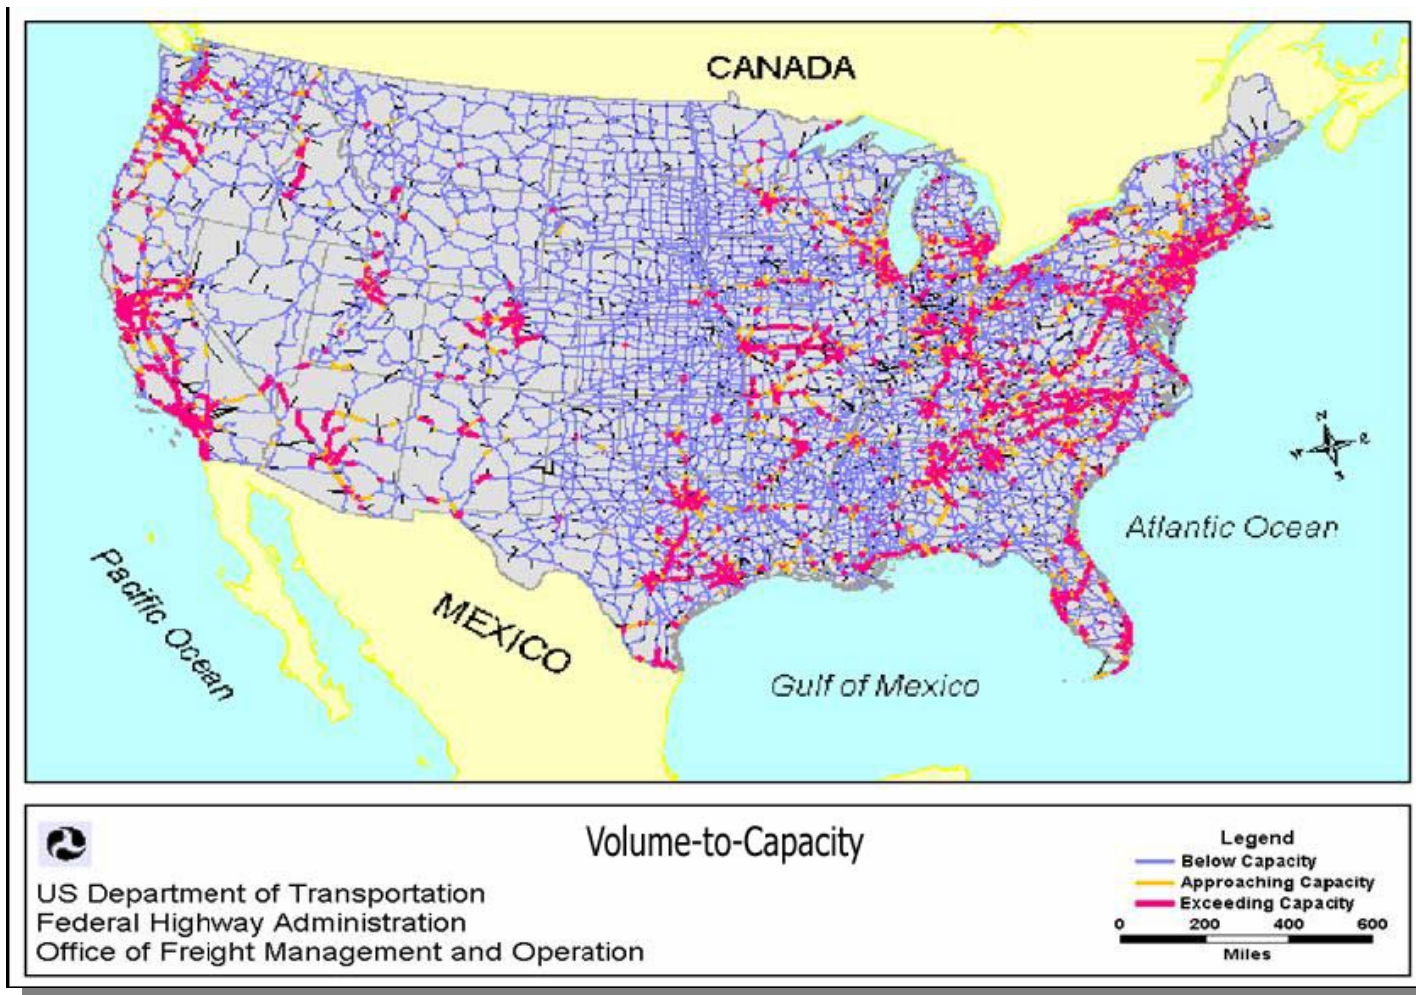 CANADA
Atlantic Ocean
Pacific Ocean
MEXICO
Gulf of Mexico
N
W
E
S
Volume-to-Capacity
US Department of Transportation
Federal Highway Administration
Office of Freight Management and Operation
Legend
Below Capacity
Approaching Capacity
Exceeding Capacity
0 200 400 600
Miles